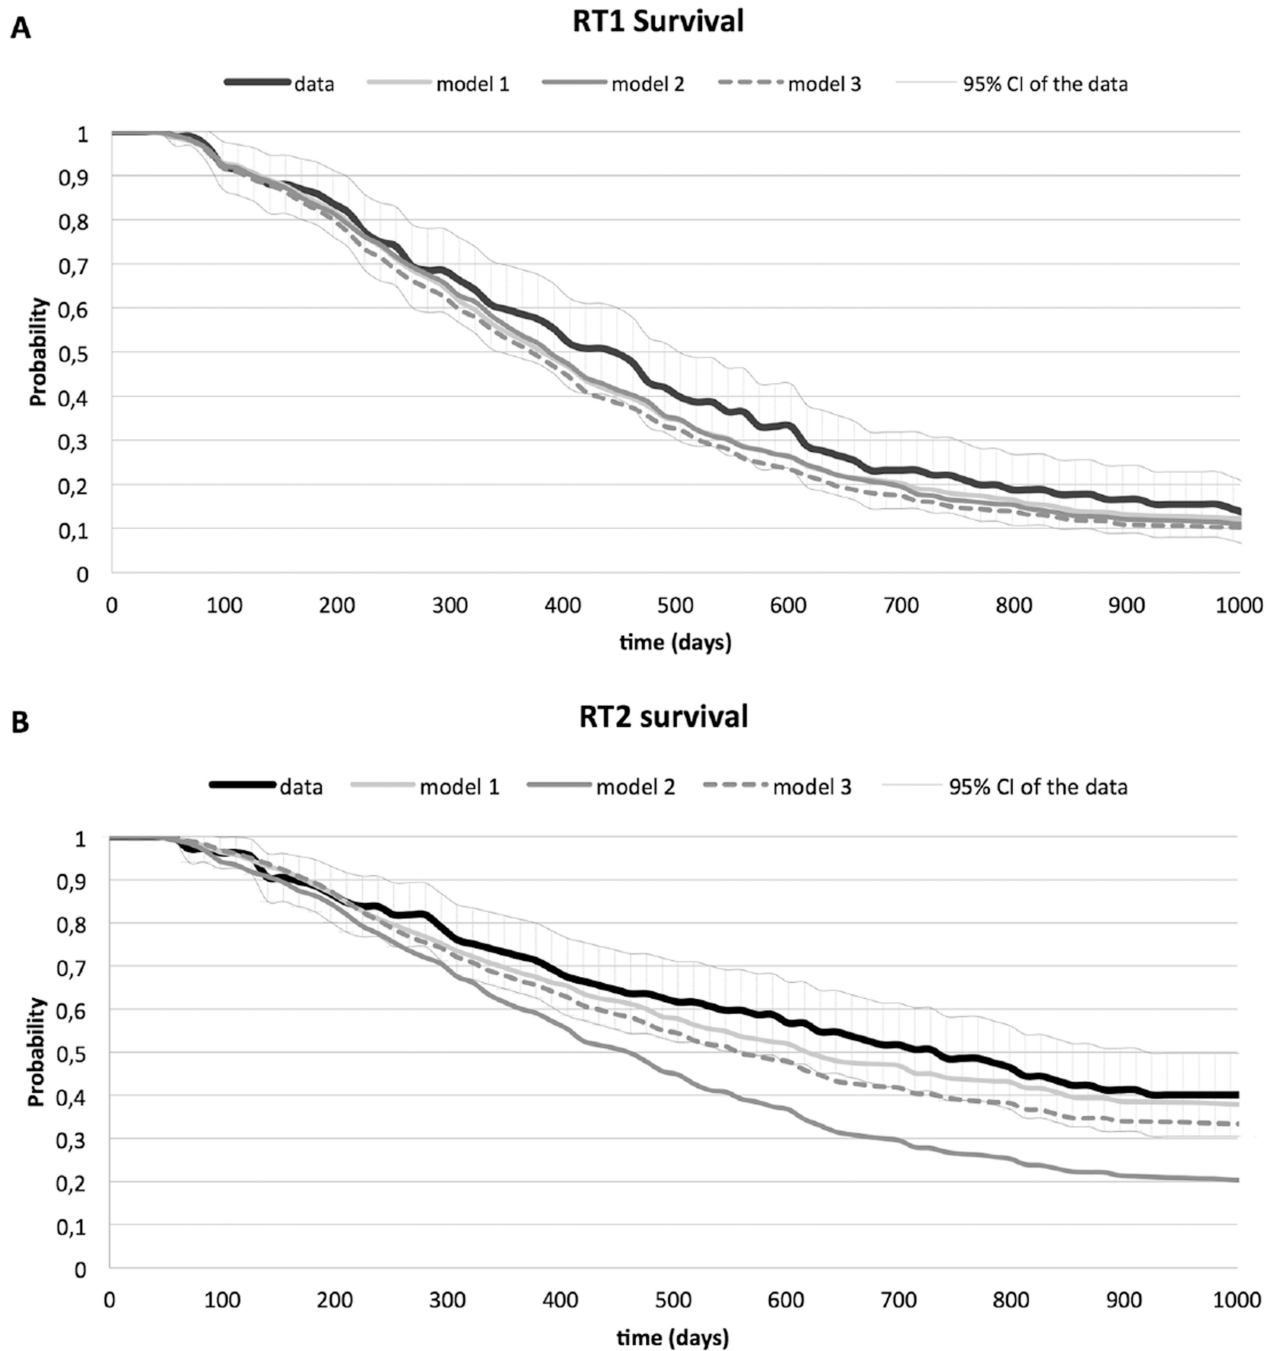 A
RT1 Survival
data model 1 model 2 model 3 95% CI of the data
1
0,9
0,8
0,7
0,6
0,5
0,4
0,3
0,2
0,1
0
Probability
0 100 200 300 400 500 600 700 800 900 1000
time (days)
B
RT2 survival
data model 1 model 2 model 3 95% CI of the data
1
0,9
0,8
0,7
0,6
0,5
0,4
0,3
0,2
0,1
0
Probability
0 100 200 300 400 500 600 700 800 900 1000
time (days)